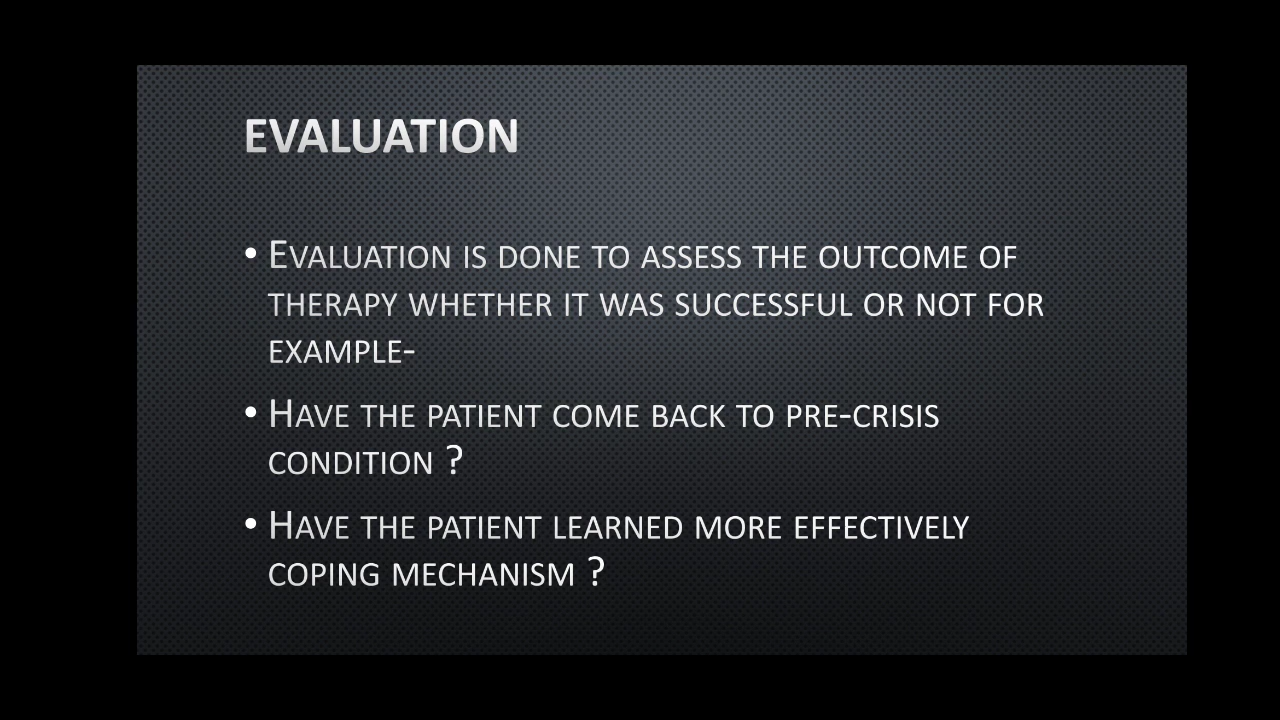 EVALUATION
• EVALUATION IS DONE TO ASSESS THE OUTCOME OF
THERAPY WHETHER IT WAS SUCCESSFUL OR NOT FOR
EXAMPLE-
• HAVE THE PATIENT COME BACK TO PRE-CRISIS
CONDITION ?
• HAVE THE PATIENT LEARNED MORE EFFECTIVELY
COPING MECHANISM ?